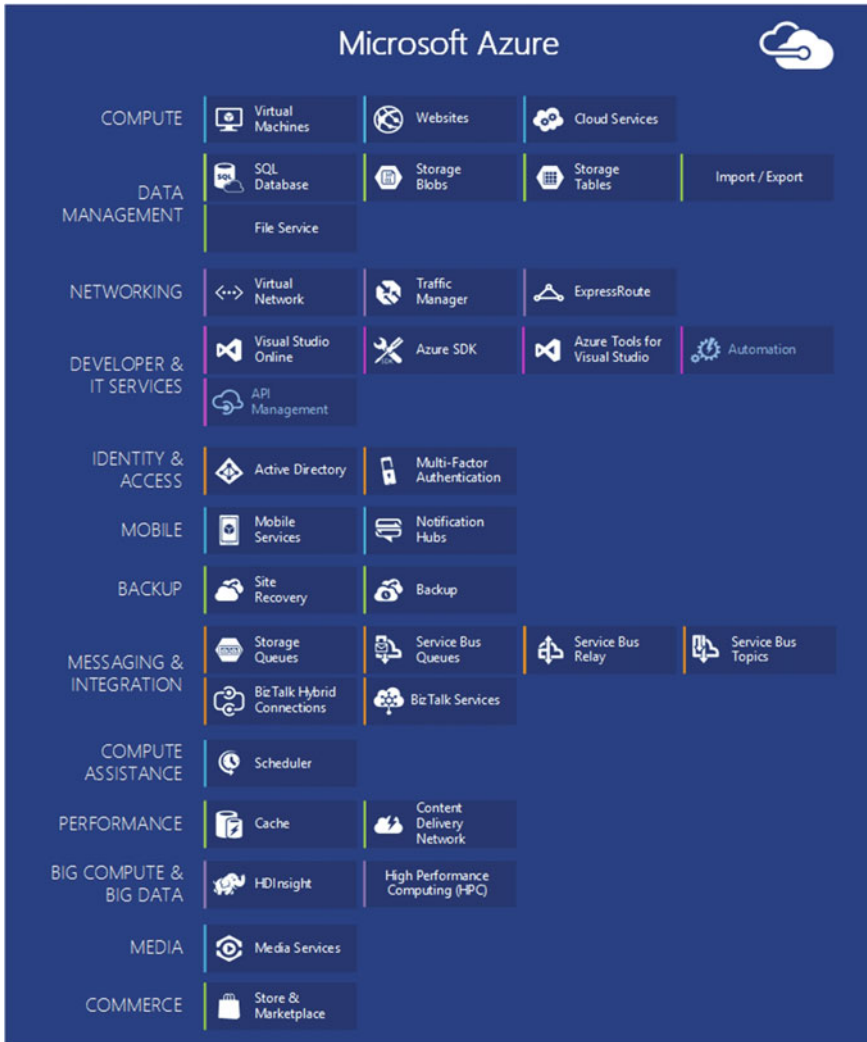 Microsoft Azure
COMPUTE
Virtual
Machines
Websites
Cloud Services
DATA
MANAGEMENT
SQL
Database
Storage
Blobs
Storage
Tables
Import / Export
File Service
NETWORKING
Virtual
Network
Traffic
Manager
ExpressRoute
DEVELOPER &
IT SERVICES
Visual Studio
Online
Azure SDK
Azure Tools for
Visual Studio
Automation
API
Management
IDENTITY &
ACCESS
Active Directory
Multi-Factor
Authentication
MOBILE
Mobile
Services
Notification
Hubs
BACKUP
Site
Recovery
Backup
MESSAGING &
INTEGRATION
Storage
Queues
Service Bus
Queues
Service Bus
Relay
Service Bus
Topics
BizTalk Hybrid
Connections
BizTalk Services
COMPUTE
ASSISTANCE
Scheduler
PERFORMANCE
Cache
Content
Delivery
Network
BIG COMPUTE &
BIG DATA
HDInsight
High Performance
Computing (HPC)
MEDIA
Media Services
COMMERCE
Store &
Marketplace